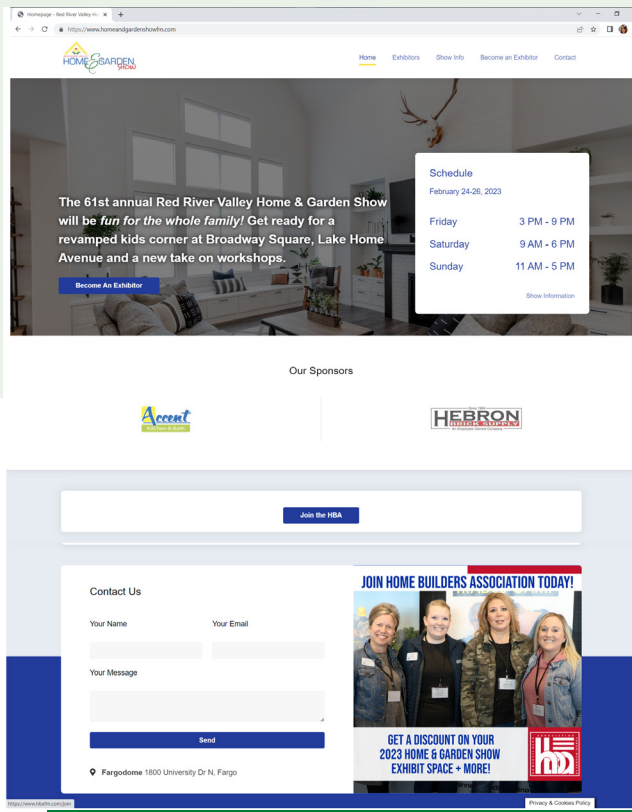 Homepage - Red River Valley Ho
https://www.homeandgardenshowfm.com
HOME & GARDEN
SHOW
Home Exhibitors Show Info Become an Exhibitor Contact
The 61st annual Red River Valley Home & Garden Show
will be fun for the whole family! Get ready for a
revamped kids corner at Broadway Square, Lake Home
Avenue and a new take on workshops.
Become An Exhibitor
Schedule
February 24-26, 2023
Friday 3 PM - 9 PM
Saturday 9 AM - 6 PM
Sunday 11 AM - 5 PM
Show Information
Our Sponsors
Accent
Kitchen & Bath
HEBRON
BRICK SUPPLY
An Employee Owned Company
Join the HBA
Contact Us
Your Name Your Email
Your Message
Send
Fargodome 1800 University Dr N, Fargo
JOIN HOME BUILDERS ASSOCIATION TODAY!
GET A DISCOUNT ON YOUR
2023 HOME & GARDEN SHOW
EXHIBIT SPACE + MORE!
hb
https://www.hbafm.com/join
Privacy & Cookies Policy